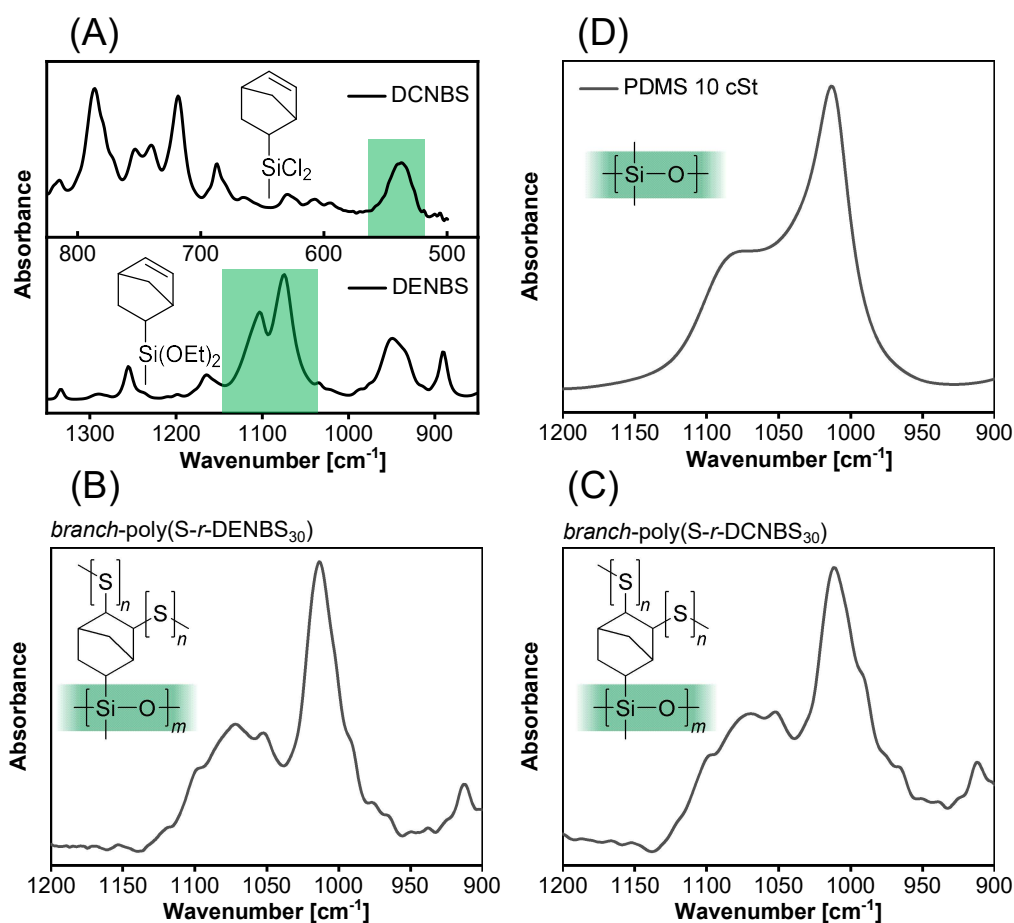 (A)
DCNBS
SiCl2
800 700 600 500
Absorbance
DENBS
Si(OEt)2
1300 1200 1100 1000 900
Wavenumber [cm-1]
(D)
PDMS 10 cSt
Si O
Absorbance
1200 1150 1100 1050 1000 950 900
Wavenumber [cm-1]
(B)
branch-poly(S-r-DENBS30)
S n
S n
Si O m
Absorbance
1200 1150 1100 1050 1000 950 900
Wavenumber [cm-1]
(C)
branch-poly(S-r-DCNBS30)
S n
S n
Si O m
Absorbance
1200 1150 1100 1050 1000 950 900
Wavenumber [cm-1]